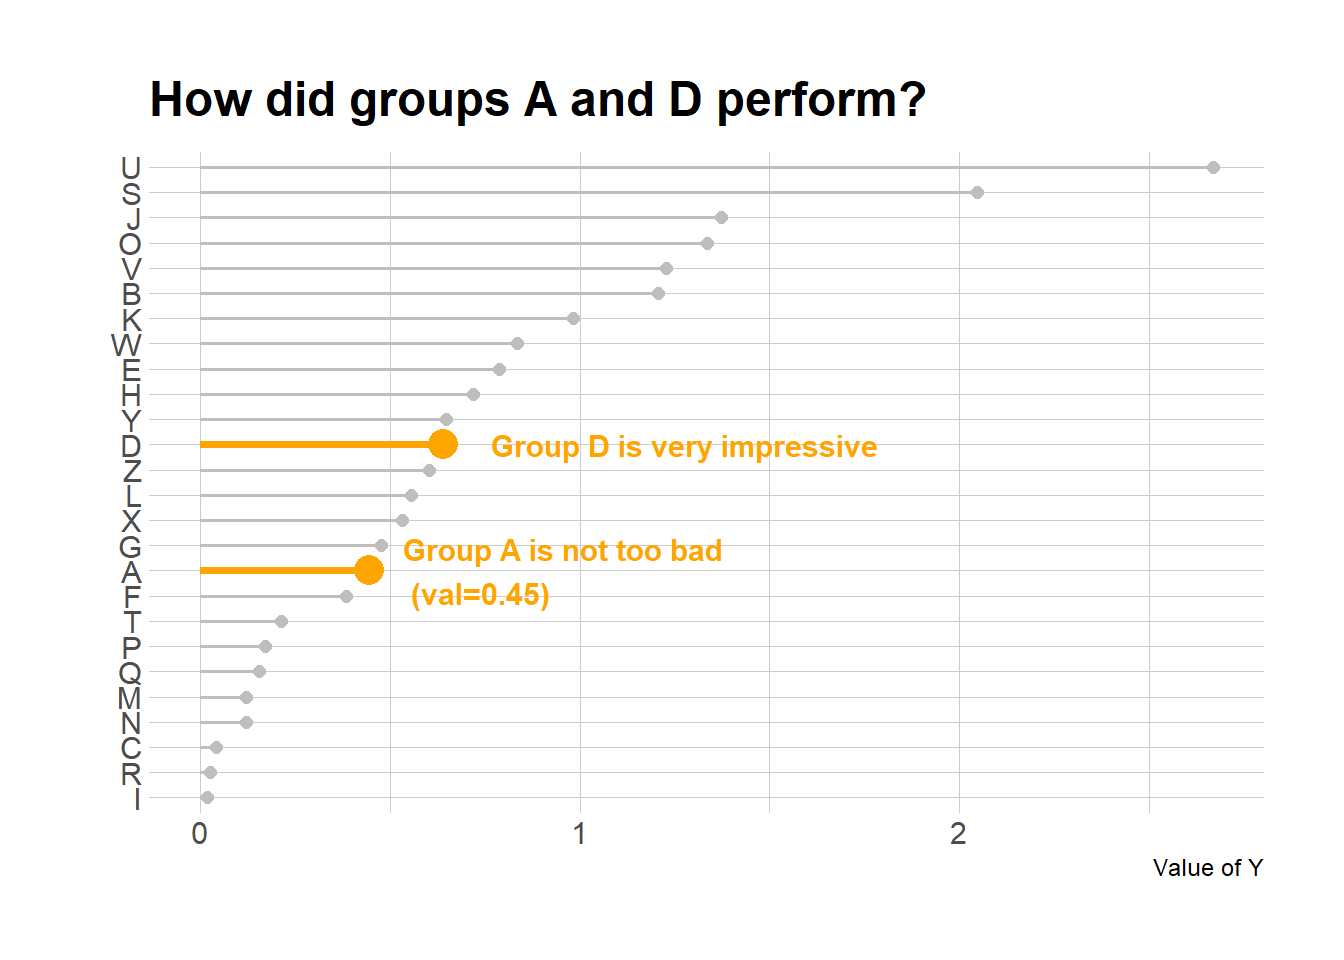 How did groups A and D perform?
U
S
J
O
V
B
K
W
E
H
Y
D
Group D is very impressive
Z
L
X
G
Group A is not too bad
A
F
(val=0.45)
T
P
Q
M
N
C
R
I
0 1 2
Value of Y